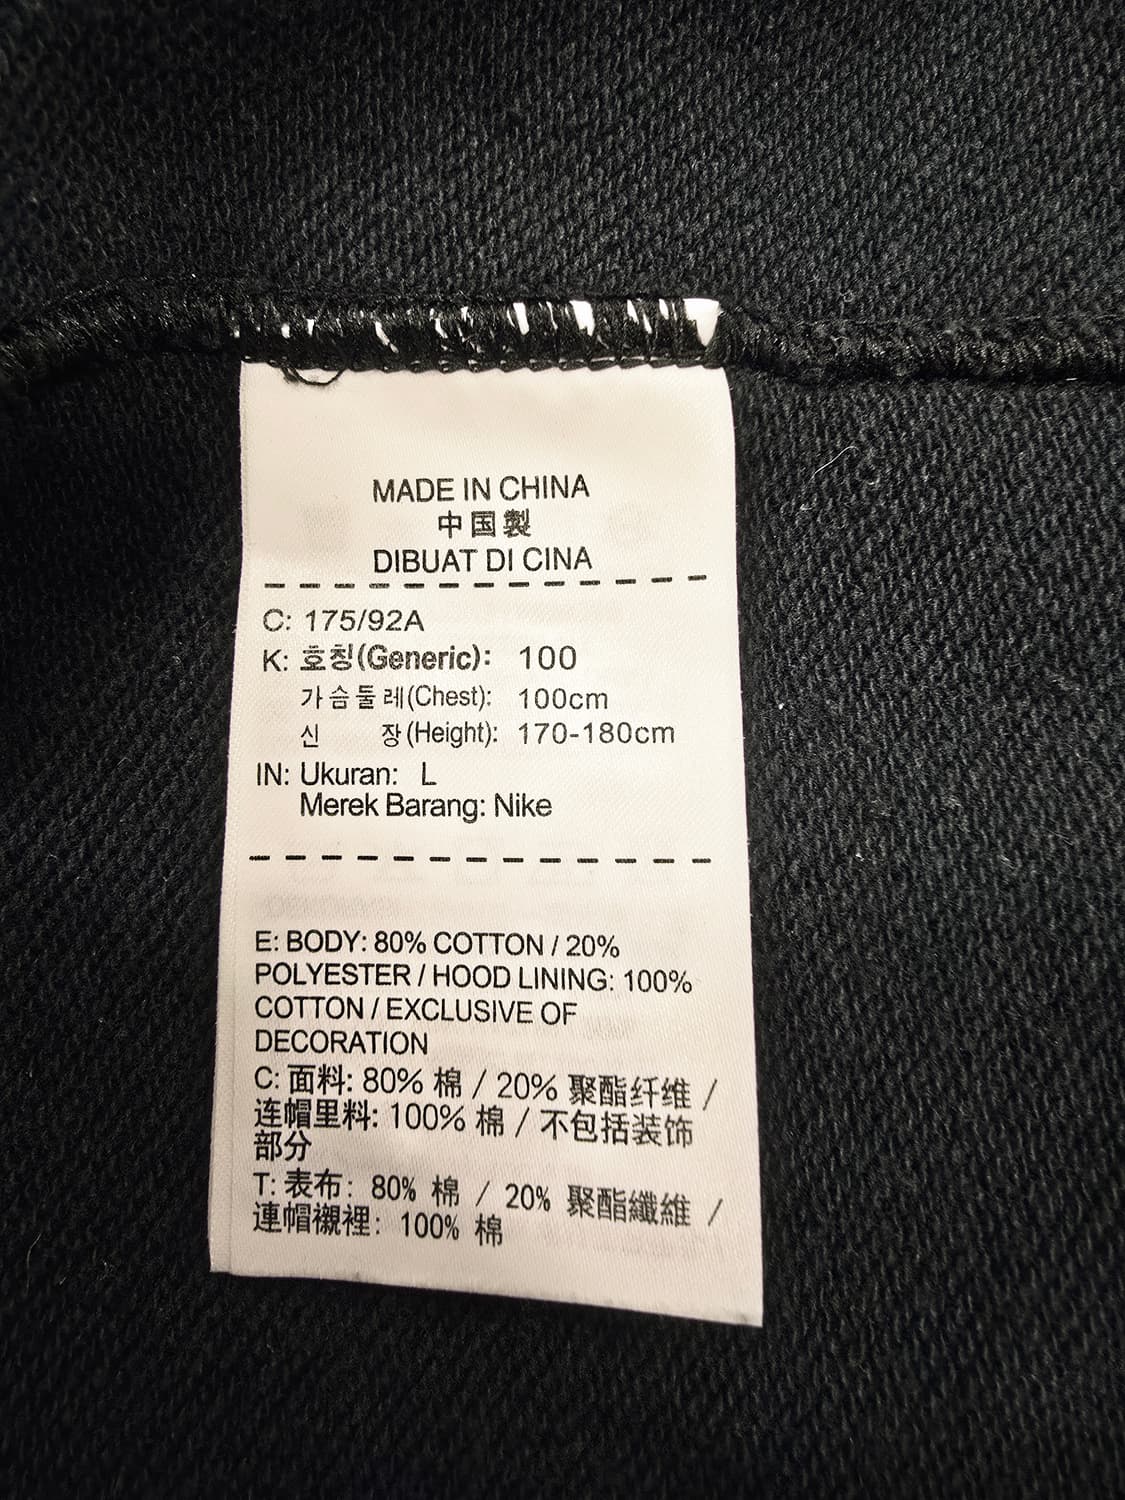 MADE IN CHINA
中国製
DIBUAT DI CINA
C: 175/92A
K: 호칭(Generic): 100
가슴둘레(Chest): 100cm
신 장(Height): 170-180cm
IN: Ukuran: L
Merek Barang: Nike
E: BODY: 80% COTTON / 20%
POLYESTER / HOOD LINING: 100%
COTTON / EXCLUSIVE OF
DECORATION
C: 面料: 80% 棉 / 20% 聚酯纤维 /
连帽里料: 100% 棉 / 不包括装饰
部分
T: 表布: 80% 棉 / 20% 聚酯纖維 /
連帽襯裡: 100% 棉